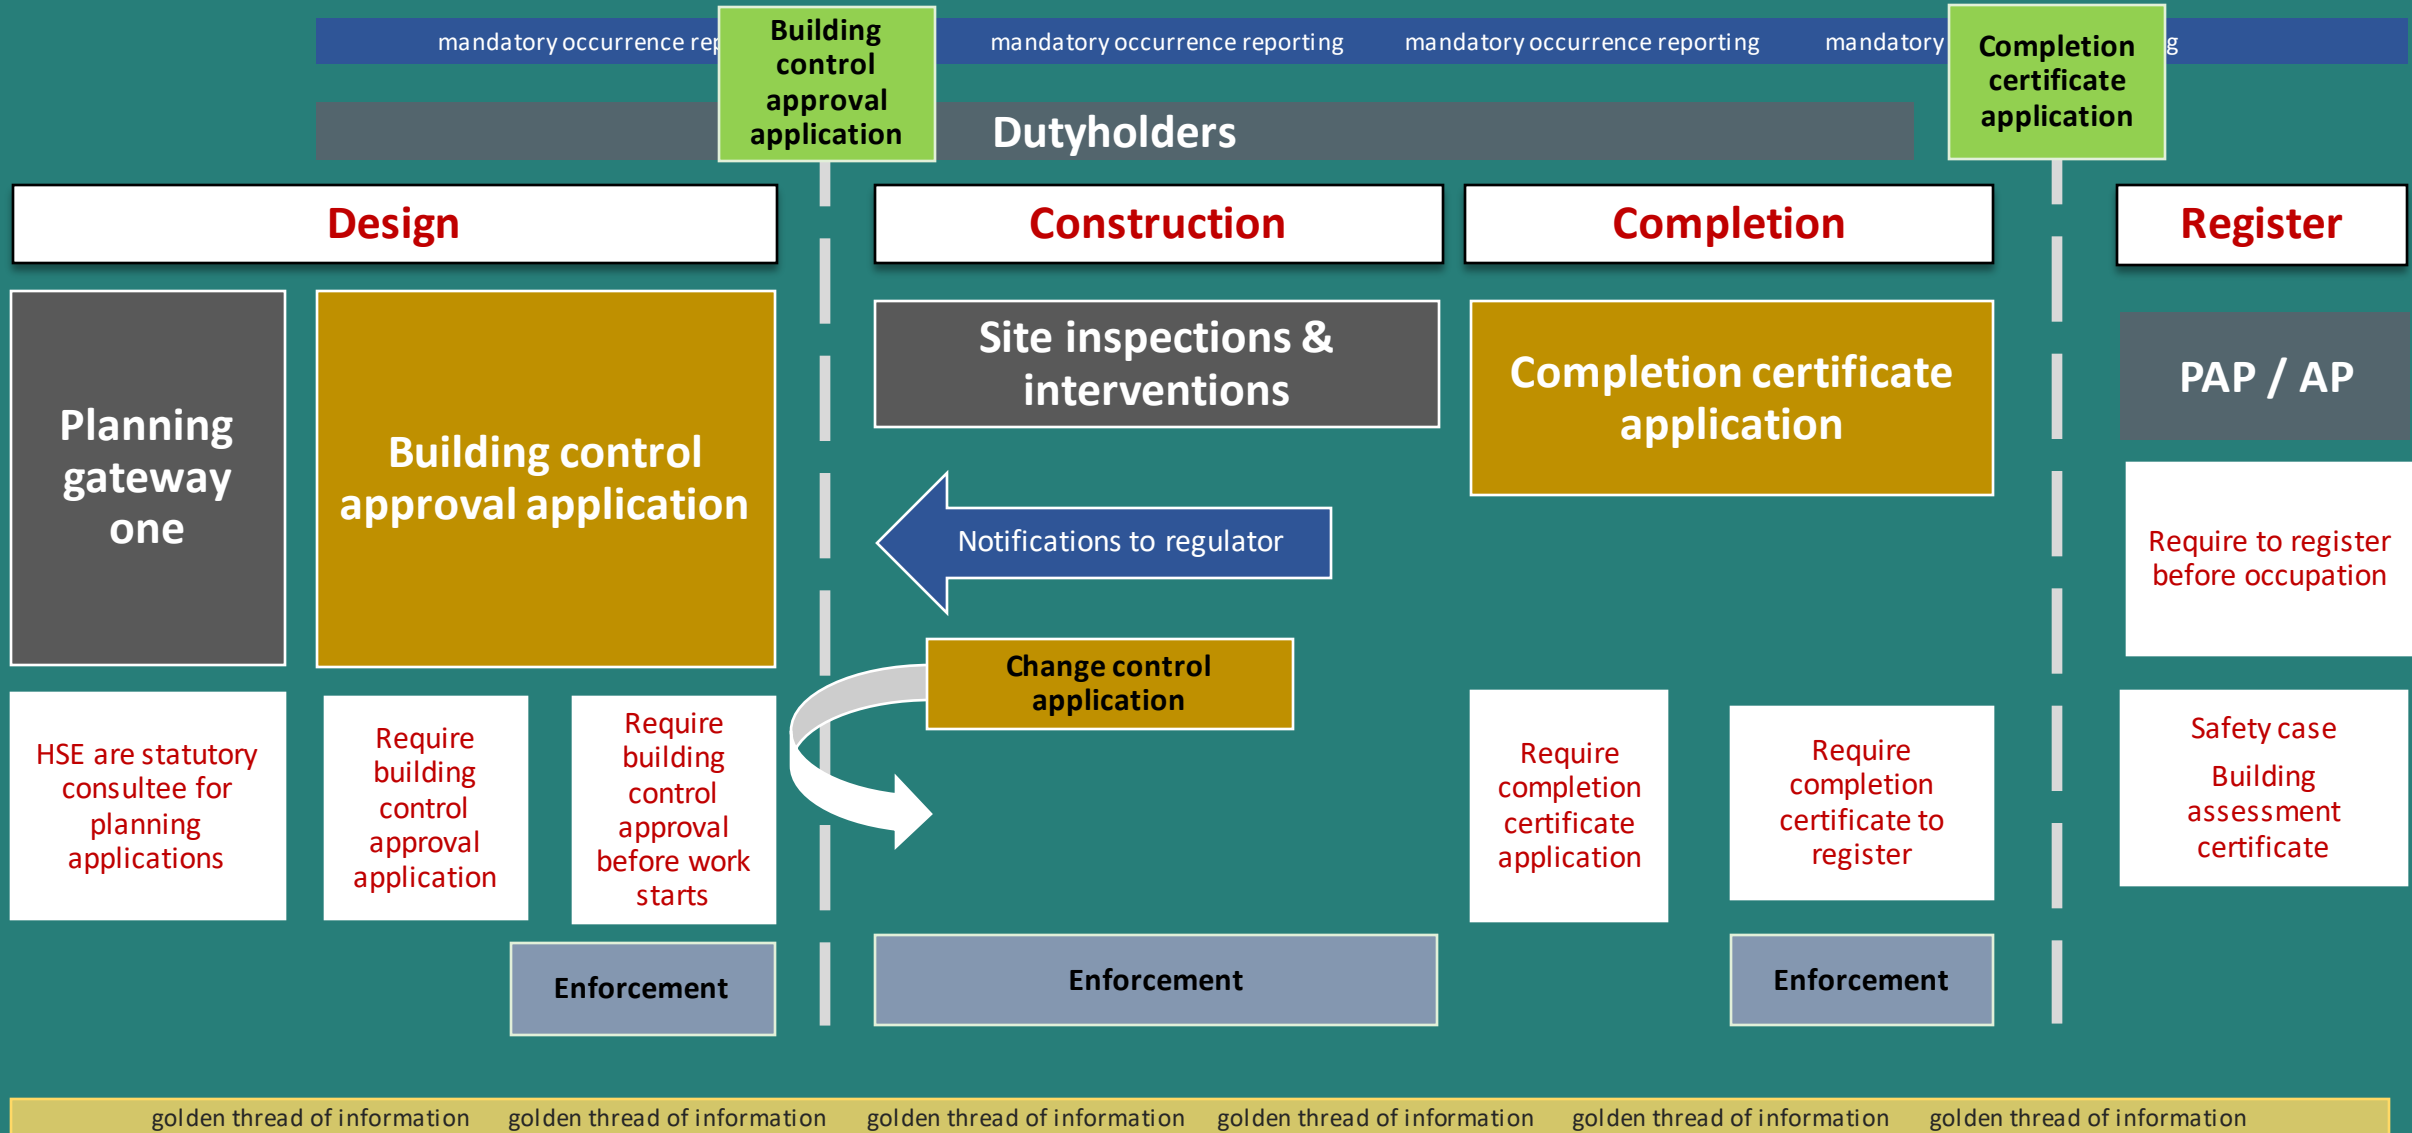 mandatory occurrence rep
mandatory occurrence reporting
mandatory occurrence reporting
mandatory
g
Building
control
approval
application
Completion
certificate
application
Dutyholders
Design
Construction
Completion
Register
Planning
gateway
one
Building control
approval application
Site inspections &
interventions
Completion certificate
application
PAP / AP
Notifications to regulator
Require to register
before occupation
Change control
application
HSE are statutory
consultee for
planning
applications
Require
building
control
approval
application
Require
building
control
approval
before work
starts
Require
completion
certificate
application
Require
completion
certificate to
register
Safety case
Building
assessment
certificate
Enforcement
Enforcement
Enforcement
golden thread of information golden thread of information golden thread of information golden thread of information golden thread of information golden thread of information